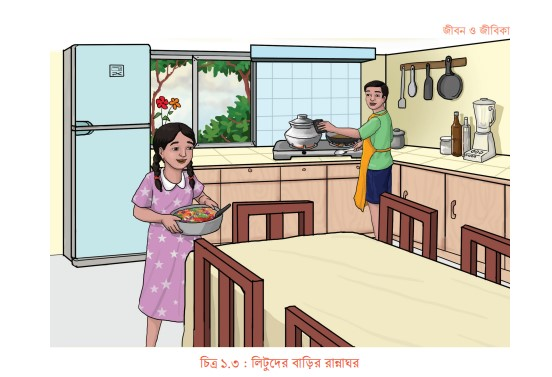 জীবন ও জীবিকা
চিত্র ১.৩ : লিটুদের বাড়ির রান্নাঘর